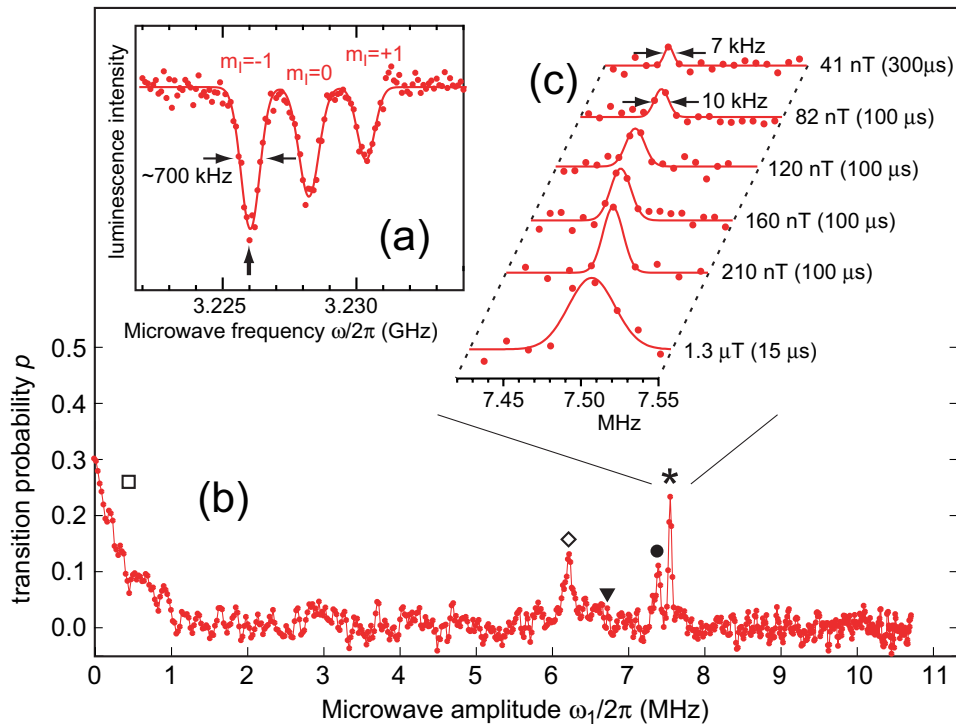 m_I=-1
m_I=0
m_I=+1
luminescence intensity
~700 kHz
(a)
3.225
3.230
Microwave frequency ω/2π (GHz)
(c)
7 kHz
41 nT (300μs)
10 kHz
82 nT (100 μs)
120 nT (100 μs)
160 nT (100 μs)
210 nT (100 μs)
1.3 μT (15 μs)
7.45
7.50
7.55
MHz
transition probability p
0.5
0.4
0.3
0.2
0.1
0.0
(b)
*
0
1
2
3
4
5
6
7
8
9
10
11
Microwave amplitude ω₁/2π (MHz)